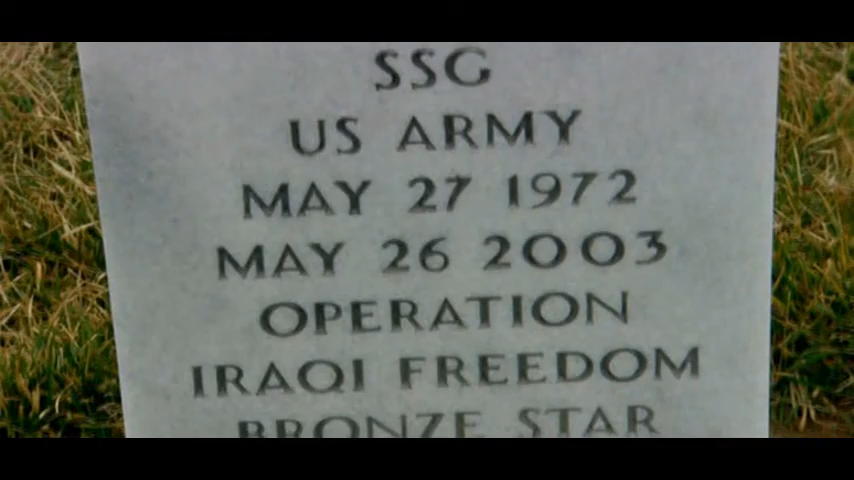 SSG
US ARMY
MAY 27 1972
MAY 26 2003
OPERATION
IRAQI FREEDOM
BRONZE STAR